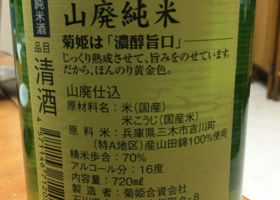 山廃純米
菊姫は「濃醇旨口」
じっくり熟成させて、旨みをのせています。
だから、ほんのり黄金色。
山廃仕込
原材料名：米（国産）
米こうじ（国産米）
原料米：兵庫県三木市吉川町
（特A地区）産山田錦100％使用
精米歩合：70％
アルコール分：16度
内容量：720ml
製造者：菊姫合資会社
純米酒
品目
清酒